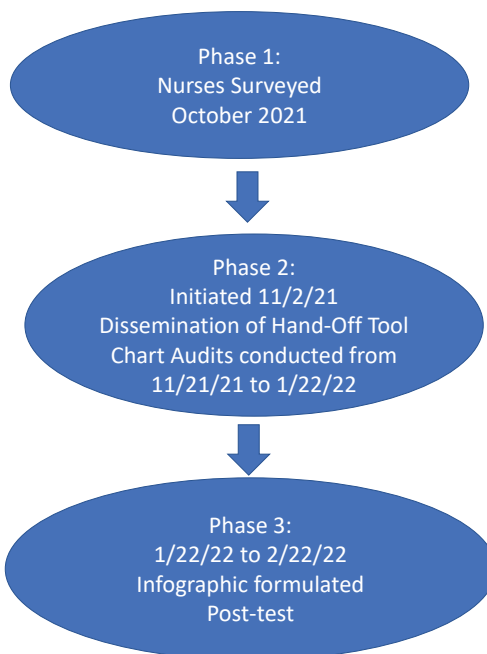 Phase 1:
Nurses Surveyed
October 2021
Phase 2:
Initiated 11/2/21
Dissemination of Hand-Off Tool
Chart Audits conducted from
11/21/21 to 1/22/22
Phase 3:
1/22/22 to 2/22/22
Infographic formulated
Post-test